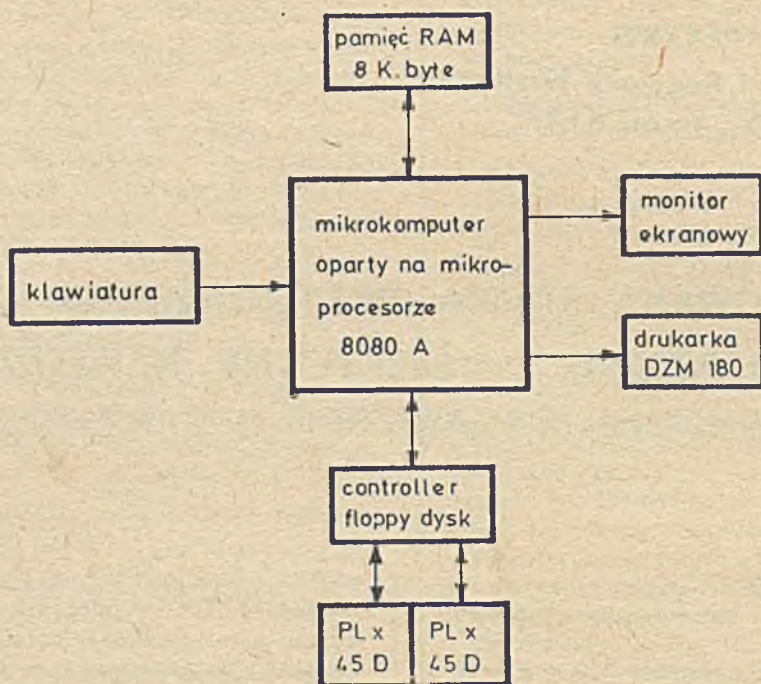 pamięć RAM
8 K.byte
mikrokomputer
oparty na mikro-
procesorze
8080 A
monitor
ekranowy
klawiatura
drukarka
DZM 180
controller
floppy dysk
PL x
45 D
PL x
45 D